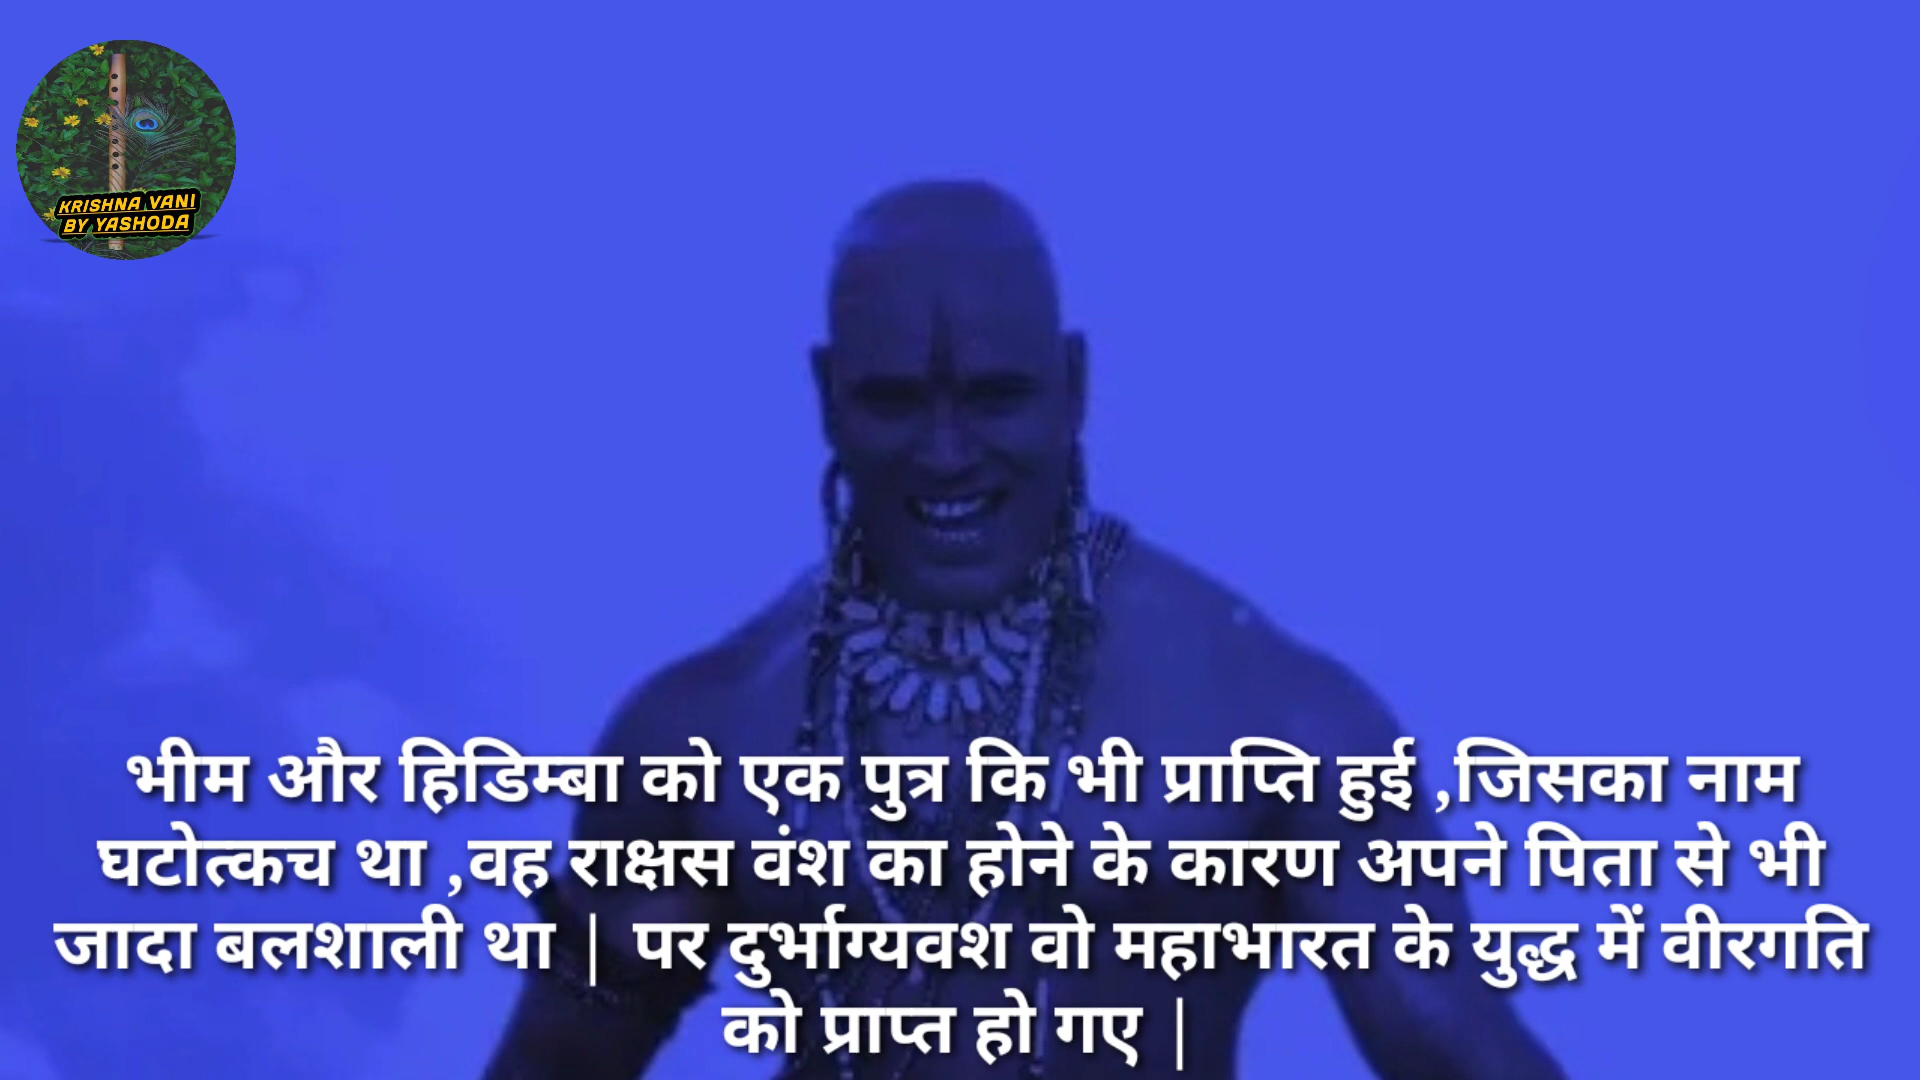 KRISHNA VANI
BY YASHODA
भीम और हिडिम्बा को एक पुत्र कि भी प्राप्ति हुई ,जिसका नाम
घटोत्कच था ,वह राक्षस वंश का होने के कारण अपने पिता से भी
जादा बलशाली था | पर दुर्भाग्यवश वो महाभारत के युद्ध में वीरगति
को प्राप्त हो गए |